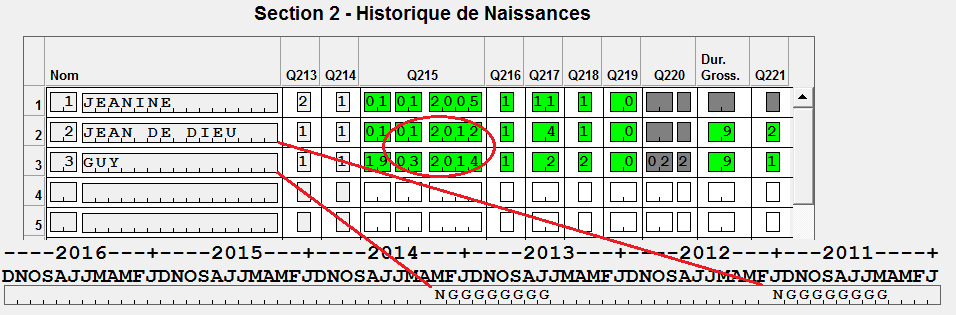 Section 2 - Historique de Naissances
Nom Q213 Q214 Q215 Q216 Q217 Q218 Q219 Q220 Dur. Gross. Q221
1 1 JEANINE 2 1 01 01 2005 1 11 1 0
2 2 JEAN DE DIEU 1 1 01 01 2012 1 4 1 0 9 2
3 3 GUY 1 1 19 03 2014 1 2 2 0 02 2 9 1
4
5
----2016---+----2015---+----2014---+----2013---+----2012---+---2011----+
DNOSAJJMAMFJDNOSAJJMAMFJDNOSAJJMAMFJDNOSAJJMAMFJDNOSAJJMAMFJDNOSAJJMAMFJ
NGGGGGGGG NGGGGGGGG